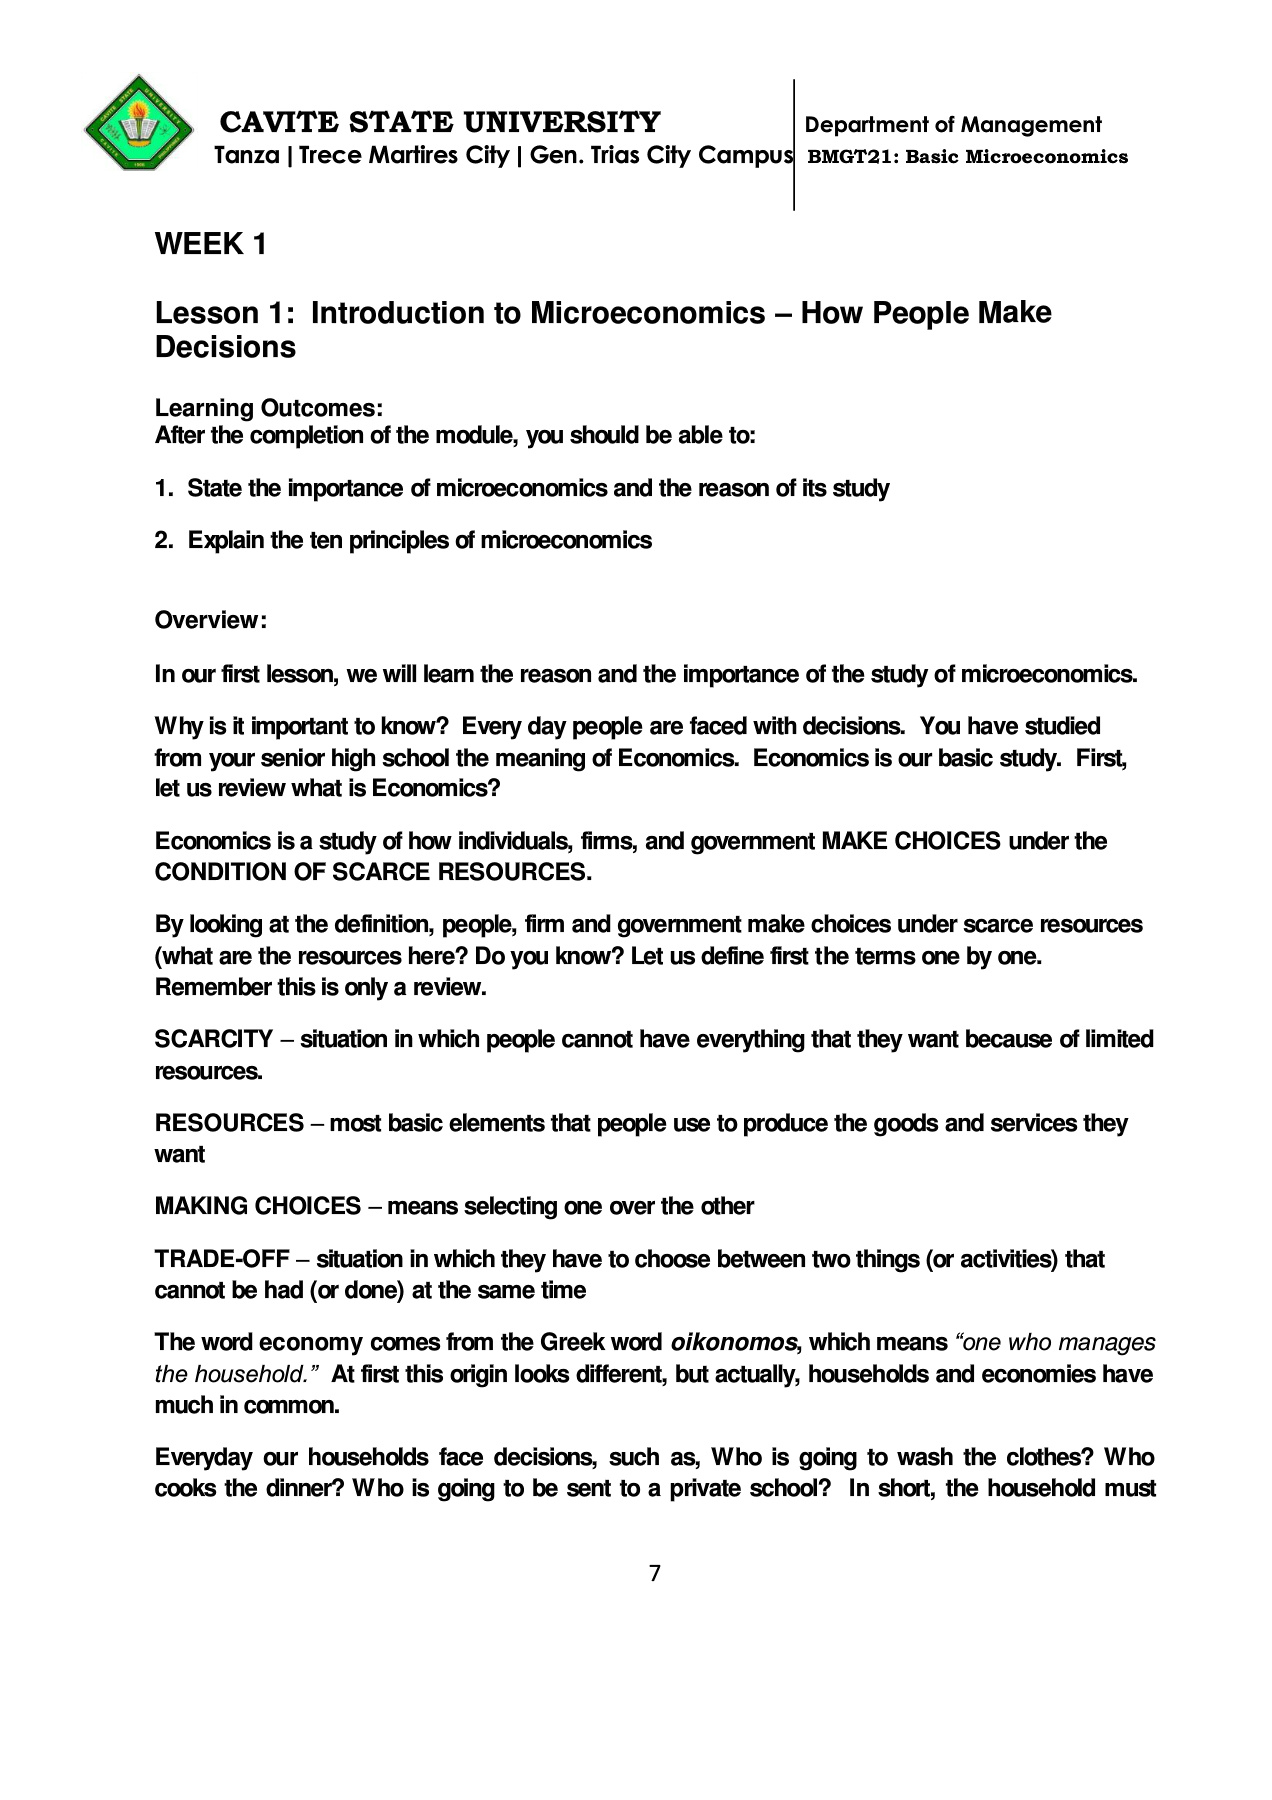 CAVITE STATE UNIVERSITY
Tanza | Trece Martires City | Gen. Trias City Campus
Department of Management
BMGT21: Basic Microeconomics
WEEK 1
Lesson 1:  Introduction to Microeconomics – How People Make
Decisions
Learning Outcomes:
After the completion of the module, you should be able to:
1.  State the importance of microeconomics and the reason of its study
2.  Explain the ten principles of microeconomics
Overview:
In our first lesson, we will learn the reason and the importance of the study of microeconomics.
Why is it important to know?  Every day people are faced with decisions.  You have studied
from your senior high school the meaning of Economics.  Economics is our basic study.  First,
let us review what is Economics?
Economics is a study of how individuals, firms, and government MAKE CHOICES under the
CONDITION OF SCARCE RESOURCES.
By looking at the definition, people, firm and government make choices under scarce resources
(what are the resources here? Do you know? Let us define first the terms one by one.
Remember this is only a review.
SCARCITY – situation in which people cannot have everything that they want because of limited
resources.
RESOURCES – most basic elements that people use to produce the goods and services they
want
MAKING CHOICES – means selecting one over the other
TRADE-OFF – situation in which they have to choose between two things (or activities) that
cannot be had (or done) at the same time
The word economy comes from the Greek word oikonomos, which means “one who manages
the household.”  At first this origin looks different, but actually, households and economies have
much in common.
Everyday our households face decisions, such as, Who is going to wash the clothes? Who
cooks the dinner? Who is going to be sent to a private school?  In short, the household must
7